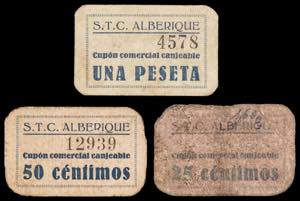 S.T.C. ALBERIQUE
4578
Cupón comercial canjeable
UNA PESETA
S.T.C. ALBERIQUE
12939
Cupón comercial canjeable
50 céntimos
S.T.C. ALBERIQ
Cupón comercial canjeable
25 céntimos